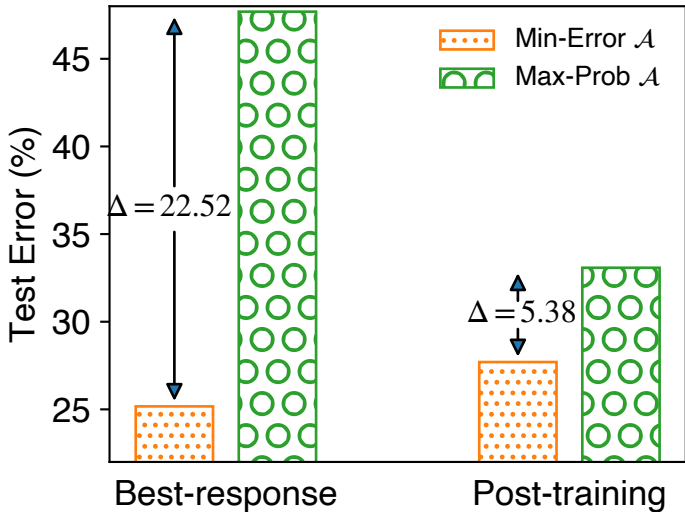 Test Error (%)
45
40
35
30
25
Min-Error 𝒜
Max-Prob 𝒜
Δ = 22.52
Δ = 5.38
Best-response
Post-training